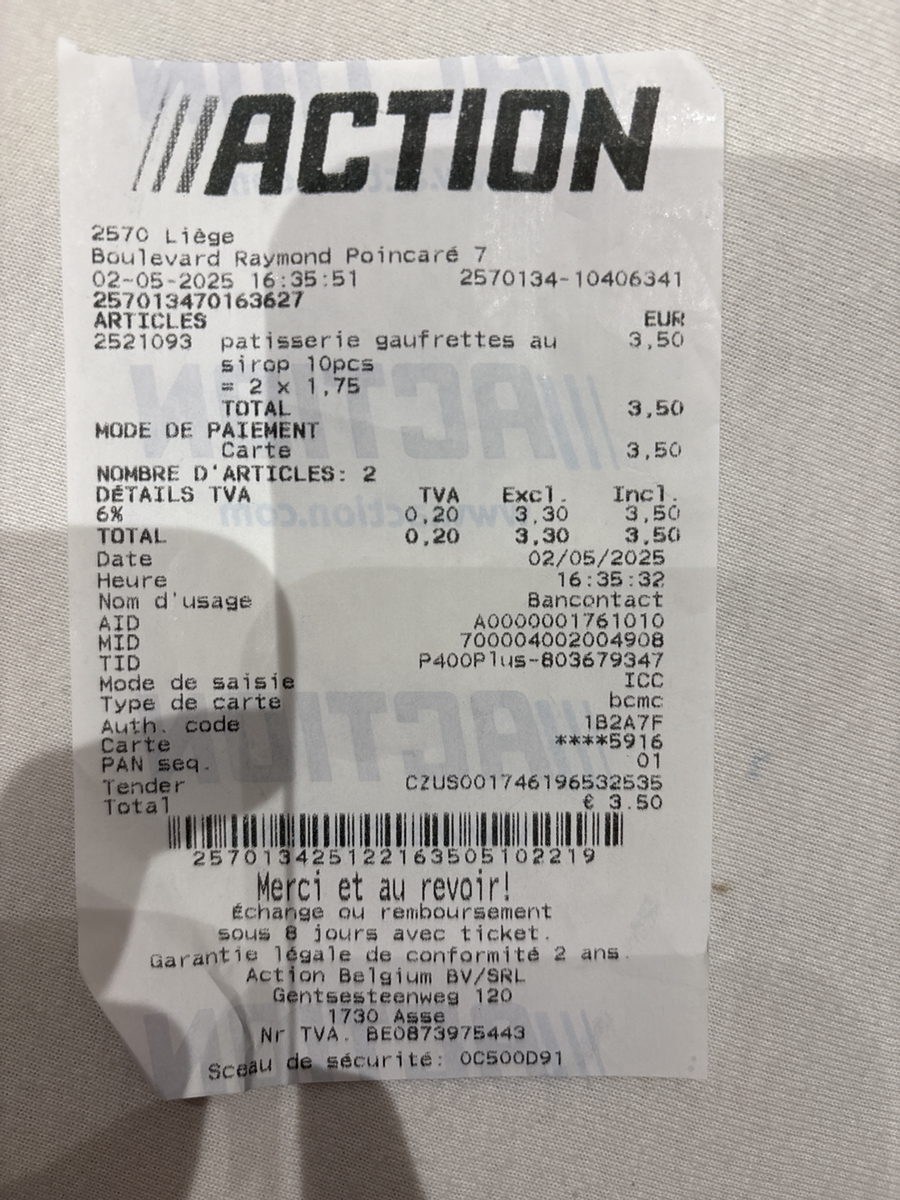 ///ACTION
2570 Liège
Boulevard Raymond Poincaré 7
02-05-2025 16:35:51 2570134-10406341
257013470163627
ARTICLES EUR
2521093 patisserie gaufrettes au 3,50
sirop 10pcs
= 2 x 1,75
TOTAL 3,50
MODE DE PAIEMENT
Carte 3,50
NOMBRE D'ARTICLES: 2
DÉTAILS TVA TVA Excl. Incl.
6% 0,20 3,30 3,50
TOTAL 0,20 3,30 3,50
Date 02/05/2025
Heure 16:35:32
Nom d'usage Bancontact
AID A0000001761010
MID 700004002004908
TID P400Plus-803679347
Mode de saisie ICC
Type de carte bcmc
Auth. code 1B2A7F
Carte ****5916
PAN seq. 01
Tender CZUS001746196532535
Total € 3.50
257013425122163505102219
Merci et au revoir!
Échange ou remboursement
sous 8 jours avec ticket.
Garantie légale de conformité 2 ans.
Action Belgium BV/SRL
Gentsesteenweg 120
1730 Asse
Nr TVA. BE0873975443
Sceau de sécurité: 0C500D91